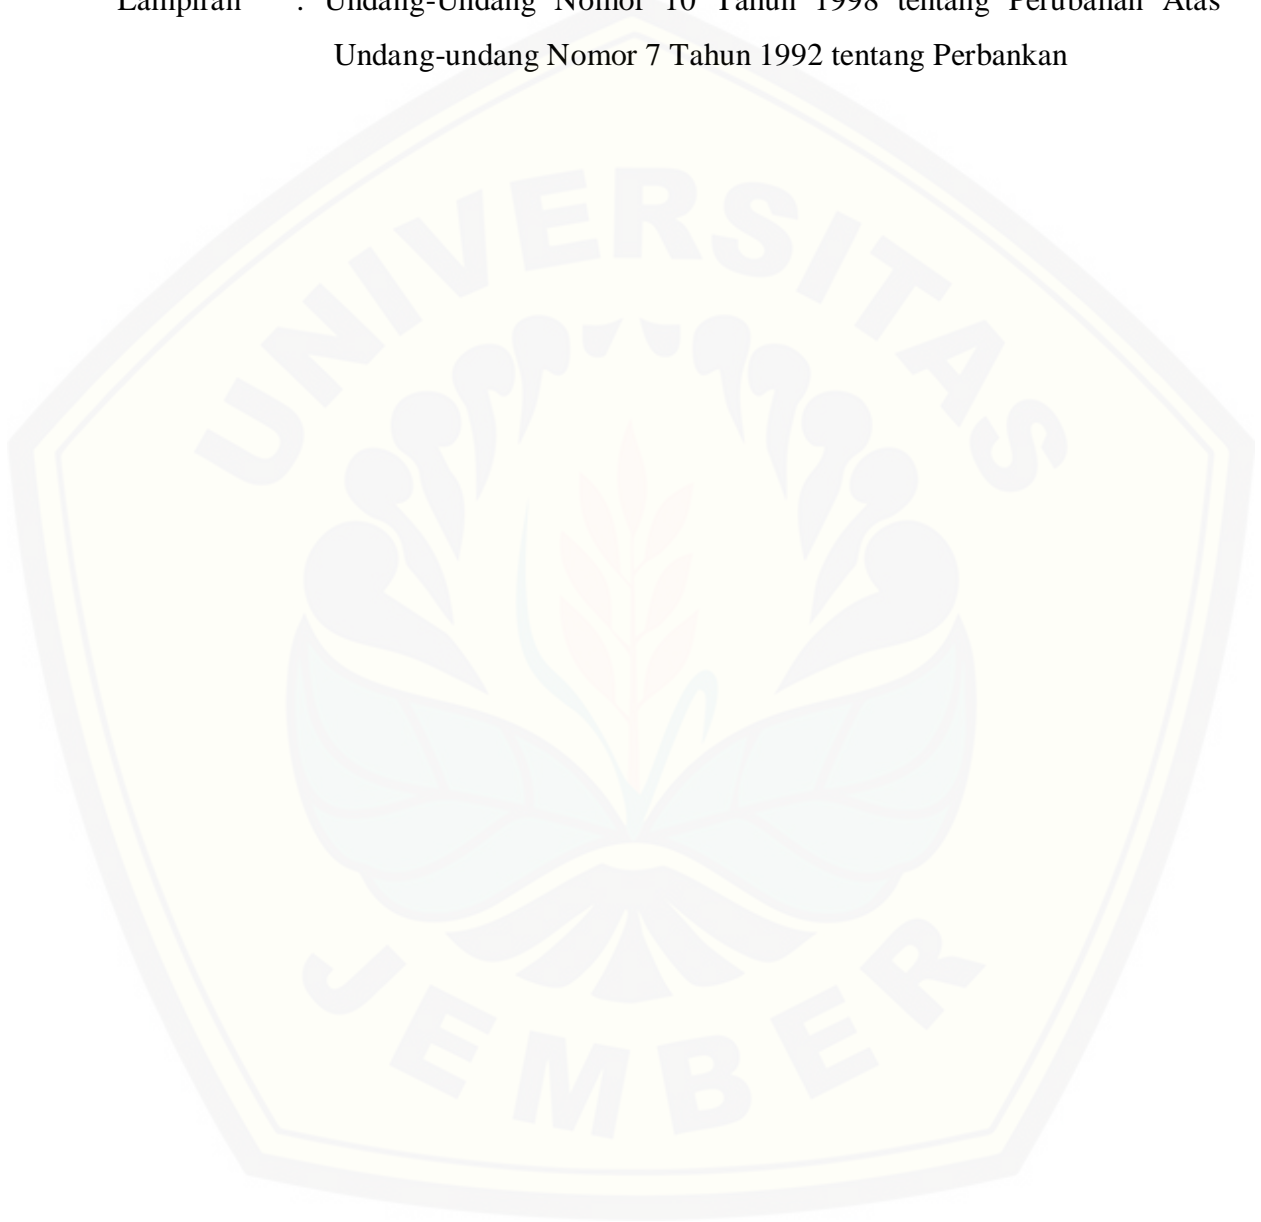 Lampiran : Undang-Undang Nomor 10 Tahun 1998 tentang Perubahan Atas
Undang-undang Nomor 7 Tahun 1992 tentang Perbankan
UNIVERSITAS
JEMBER